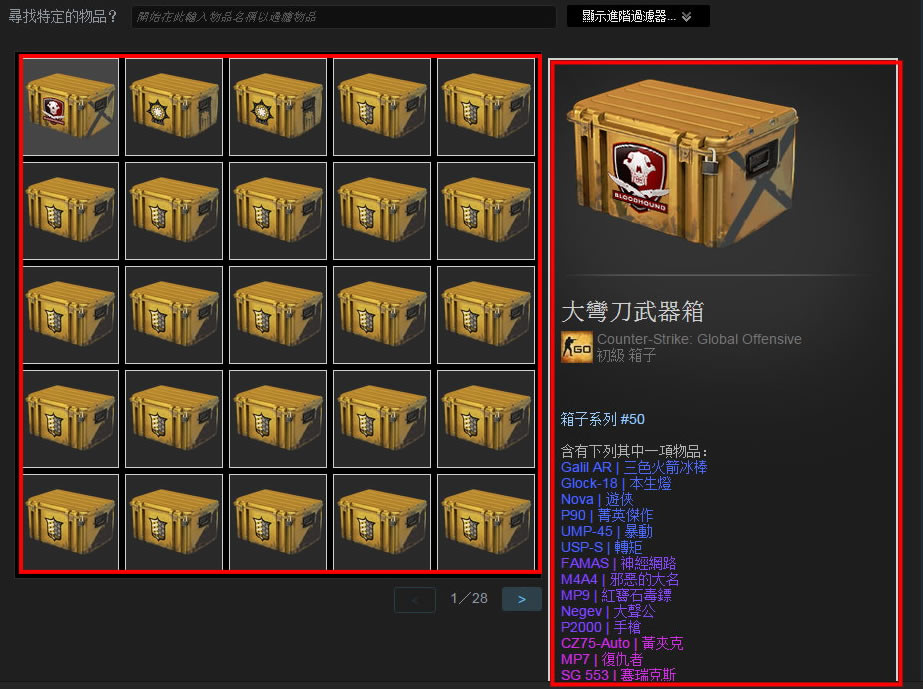 尋找特定的物品？
開始在此輸入物品名稱以過濾物品
顯示進階過濾器...
BLOODHOUND
大彎刀武器箱
GO
Counter-Strike: Global Offensive
初級 箱子
箱子系列 #50
含有下列其中一項物品：
Galil AR | 三色火箭冰棒
Glock-18 | 本生燈
Nova | 遊俠
P90 | 菁英傑作
UMP-45 | 暴動
USP-S | 轉矩
FAMAS | 神經網路
M4A4 | 邪惡的大名
MP9 | 紅寶石毒鏢
Negev | 大聲公
P2000 | 手槍
CZ75-Auto | 黃夾克
MP7 | 復仇者
SG 553 | 賽瑞克斯
<
1／28
>